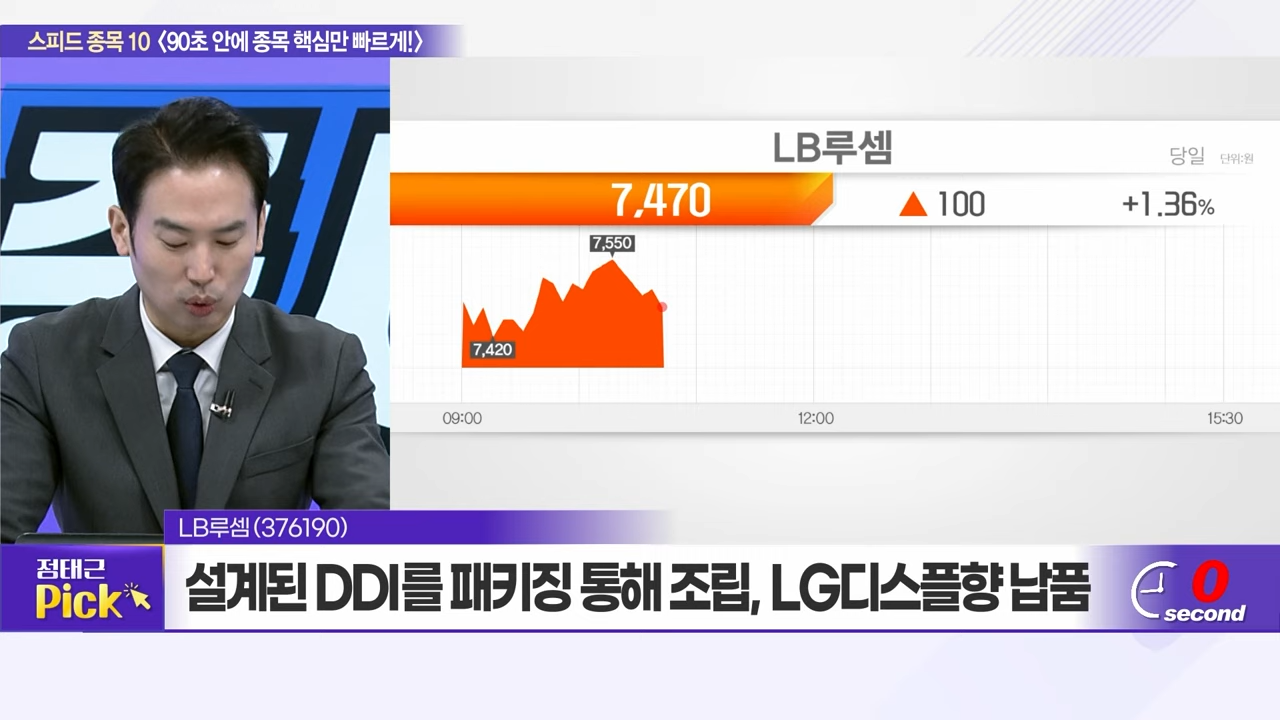 스피드 종목 10 <90초 안에 종목 핵심만 빠르게!>
LB루셈
당일 단위:원
7,470 ▲ 100 +1.36%
7,550
7,420
09:00 12:00 15:30
LB루셈(376190)
정태근
Pick
설계된 DDI를 패키징 통해 조립, LG디스플향 납품
0
second